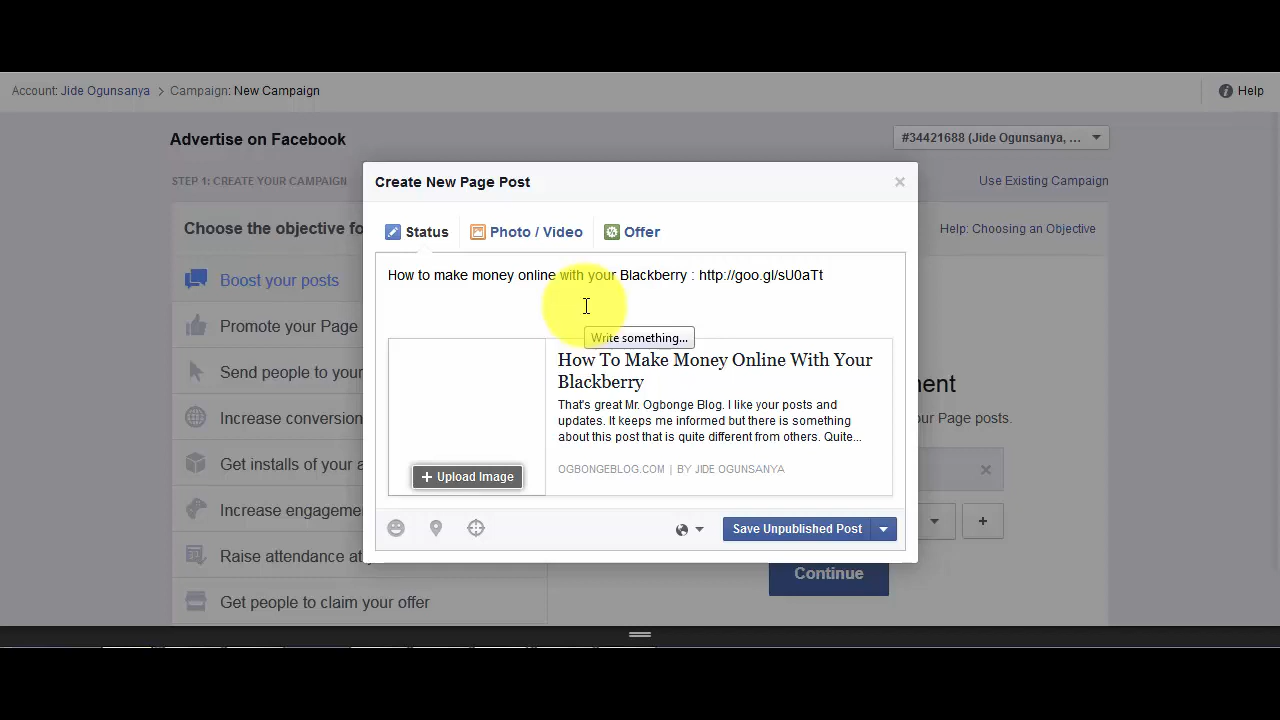 Account: Jide Ogunsanya > Campaign: New Campaign
Help
Advertise on Facebook
#34421688 (Jide Ogunsanya, ...
STEP 1: CREATE YOUR CAMPAIGN
Use Existing Campaign
Choose the objective fo
Help: Choosing an Objective
Boost your posts
Promote your Page
Send people to your
Increase conversion
Get installs of your a
Increase engageme
Raise attendance at
Get people to claim your offer
Create New Page Post
×
Status
Photo / Video
Offer
How to make money online with your Blackberry : http://goo.gl/sU0aTt
Write something...
How To Make Money Online With Your
Blackberry
That's great Mr. Ogbonge Blog. I like your posts and
updates. It keeps me informed but there is something
about this post that is quite different from others. Quite...
OGBONGEBLOG.COM | BY JIDE OGUNSANYA
+ Upload Image
Save Unpublished Post
ment
our Page posts.
×
+
Continue